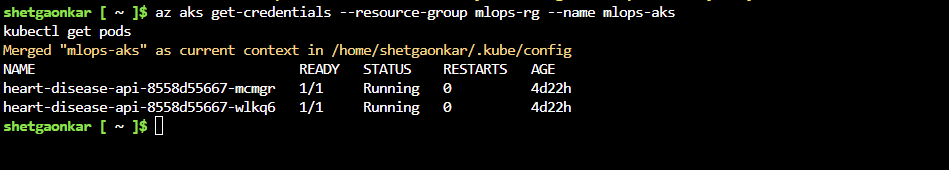 shetgaonkar [ ~ ]$ az aks get-credentials --resource-group mlops-rg --name mlops-aks
kubectl get pods
Merged "mlops-aks" as current context in /home/shetgaonkar/.kube/config
NAME READY STATUS RESTARTS AGE
heart-disease-api-8558d55667-mcmgr 1/1 Running 0 4d22h
heart-disease-api-8558d55667-wlkq6 1/1 Running 0 4d22h
shetgaonkar [ ~ ]$